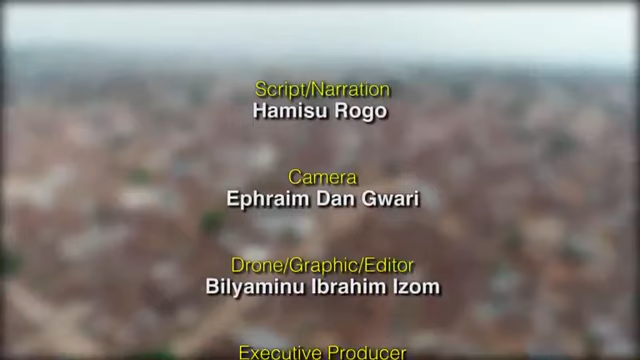 Script/Narration
Hamisu Rogo
Camera
Ephraim Dan Gwari
Drone/Graphic/Editor
Bilyaminu Ibrahim Izom
Executive Producer